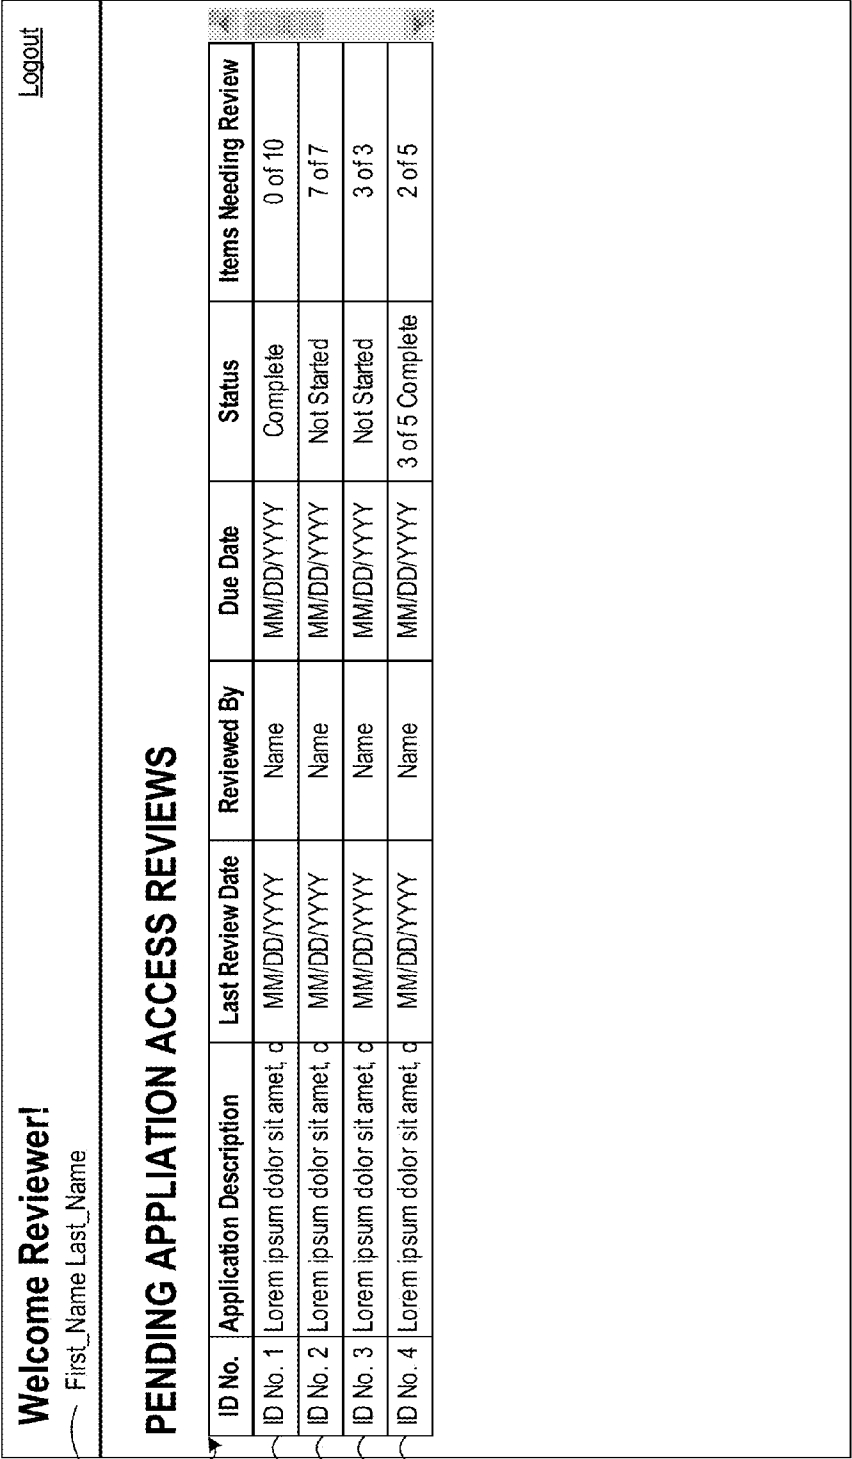 Welcome Reviewer!
First_Name Last_Name
Logout
PENDING APPLIATION ACCESS REVIEWS
ID No. Application Description Last Review Date Reviewed By Due Date Status Items Needing Review
ID No. 1 Lorem ipsum dolor sit amet, c MM/DD/YYYY Name MM/DD/YYYY Complete 0 of 10
ID No. 2 Lorem ipsum dolor sit amet, c MM/DD/YYYY Name MM/DD/YYYY Not Started 7 of 7
ID No. 3 Lorem ipsum dolor sit amet, c MM/DD/YYYY Name MM/DD/YYYY Not Started 3 of 3
ID No. 4 Lorem ipsum dolor sit amet, c MM/DD/YYYY Name MM/DD/YYYY 3 of 5 Complete 2 of 5